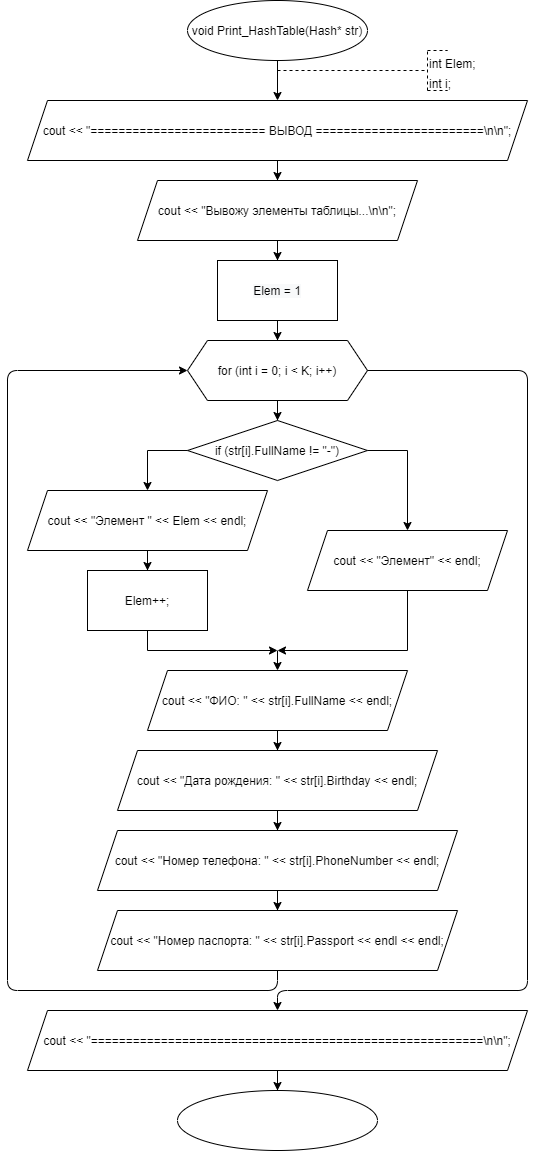 void Print_HashTable(Hash* str)
int Elem;
int i;
cout << "========================= ВЫВОД ========================\n\n";
cout << "Вывожу элементы таблицы...\n\n";
Elem = 1
for (int i = 0; i < K; i++)
if (str[i].FullName != "-")
cout << "Элемент " << Elem << endl;
cout << "Элемент" << endl;
Elem++;
cout << "ФИО: " << str[i].FullName << endl;
cout << "Дата рождения: " << str[i].Birthday << endl;
cout << "Номер телефона: " << str[i].PhoneNumber << endl;
cout << "Номер паспорта: " << str[i].Passport << endl << endl;
cout << "========================================================\n\n";